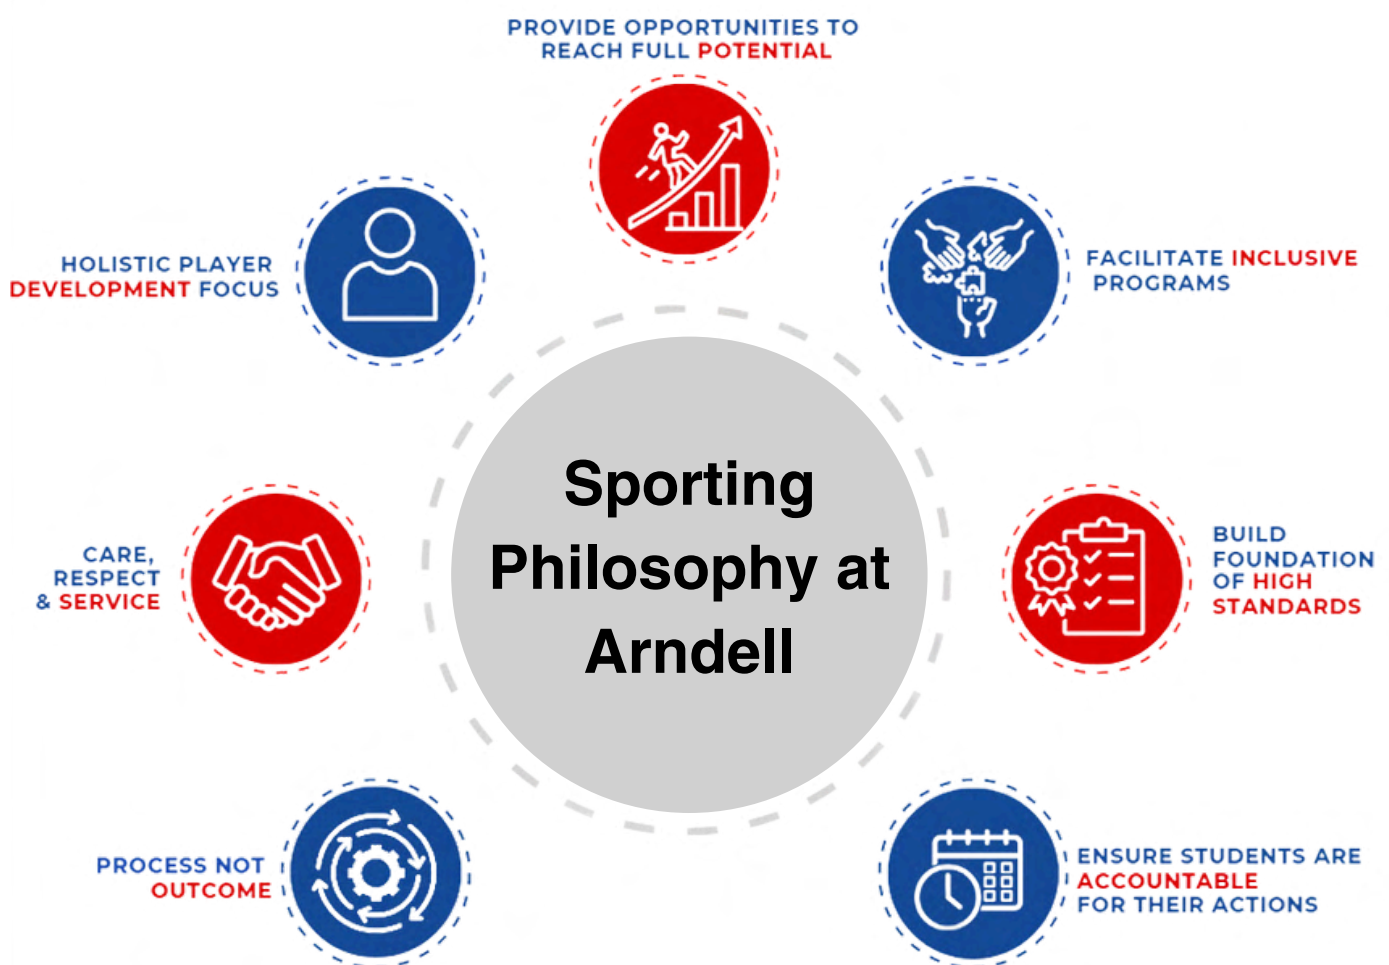 PROVIDE OPPORTUNITIES TO
REACH FULL POTENTIAL
HOLISTIC PLAYER
DEVELOPMENT FOCUS
FACILITATE INCLUSIVE
PROGRAMS
Sporting
Philosophy at
Arndell
CARE,
RESPECT
& SERVICE
BUILD
FOUNDATION
OF HIGH
STANDARDS
PROCESS NOT
OUTCOME
ENSURE STUDENTS ARE
ACCOUNTABLE
FOR THEIR ACTIONS